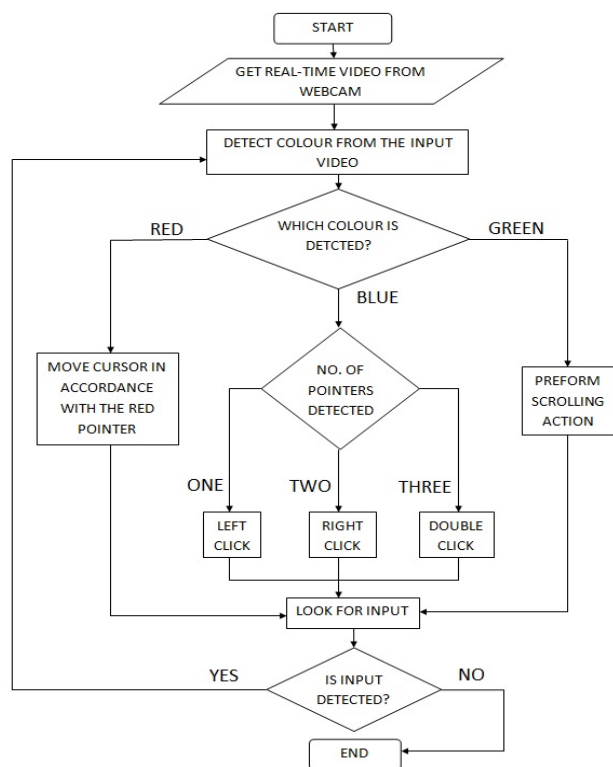 START
GET REAL-TIME VIDEO FROM
WEBCAM
DETECT COLOUR FROM THE INPUT
VIDEO
WHICH COLOUR IS
DETCTED?
RED
GREEN
BLUE
MOVE CURSOR IN
ACCORDANCE
WITH THE RED
POINTER
NO. OF
POINTERS
DETECTED
PREFORM
SCROLLING
ACTION
ONE
TWO
THREE
LEFT
CLICK
RIGHT
CLICK
DOUBLE
CLICK
LOOK FOR INPUT
YES
NO
IS INPUT
DETECTED?
END